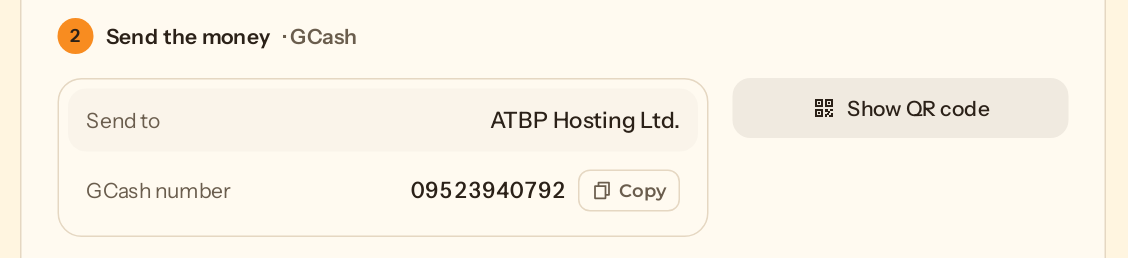 2 Send the money · GCash
Send to ATBP Hosting Ltd.
Show QR code
GCash number 09523940792 Copy